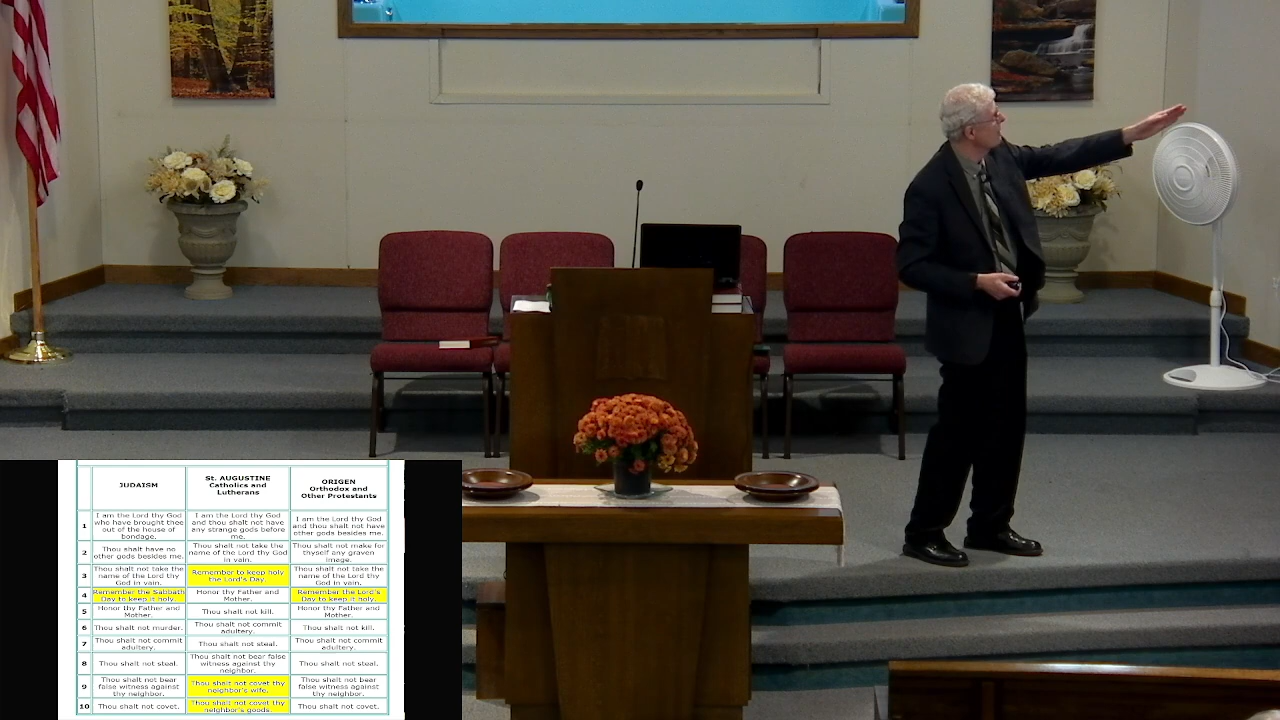 JUDAISM
St. AUGUSTINE
Catholics and
Lutherans
ORIGEN
Orthodox and
Other Protestants
1
I am the Lord thy God
who have brought thee
out of the house of
bondage.
I am the Lord thy God
and thou shalt not have
any strange gods before
me.
I am the Lord thy God
and thou shalt not have
other gods besides me.
2
Thou shalt have no
other gods besides me.
Thou shalt not take the
name of the Lord thy God
in vain.
Thou shalt not make for
thyself any graven
image.
3
Thou shalt not take the
name of the Lord thy
God in vain.
Remember to keep holy
the Lord's Day.
Thou shalt not take the
name of the Lord thy
God in vain.
4
Remember the Sabbath
Day to keep it holy.
Honor thy Father and
Mother.
Remember the Lord's
Day to keep it holy.
5
Honor thy Father and
Mother.
Thou shalt not kill.
Honor thy Father and
Mother.
6
Thou shalt not murder.
Thou shalt not commit
adultery.
Thou shalt not kill.
7
Thou shalt not commit
adultery.
Thou shalt not steal.
Thou shalt not commit
adultery.
8
Thou shalt not steal.
Thou shalt not bear false
witness against thy
neighbor.
Thou shalt not steal.
9
Thou shalt not bear
false witness against
thy neighbor.
Thou shalt not covet thy
neighbor's wife.
Thou shalt not bear
false witness against
thy neighbor.
10
Thou shalt not covet.
Thou shalt not covet thy
neighbor's goods.
Thou shalt not covet.